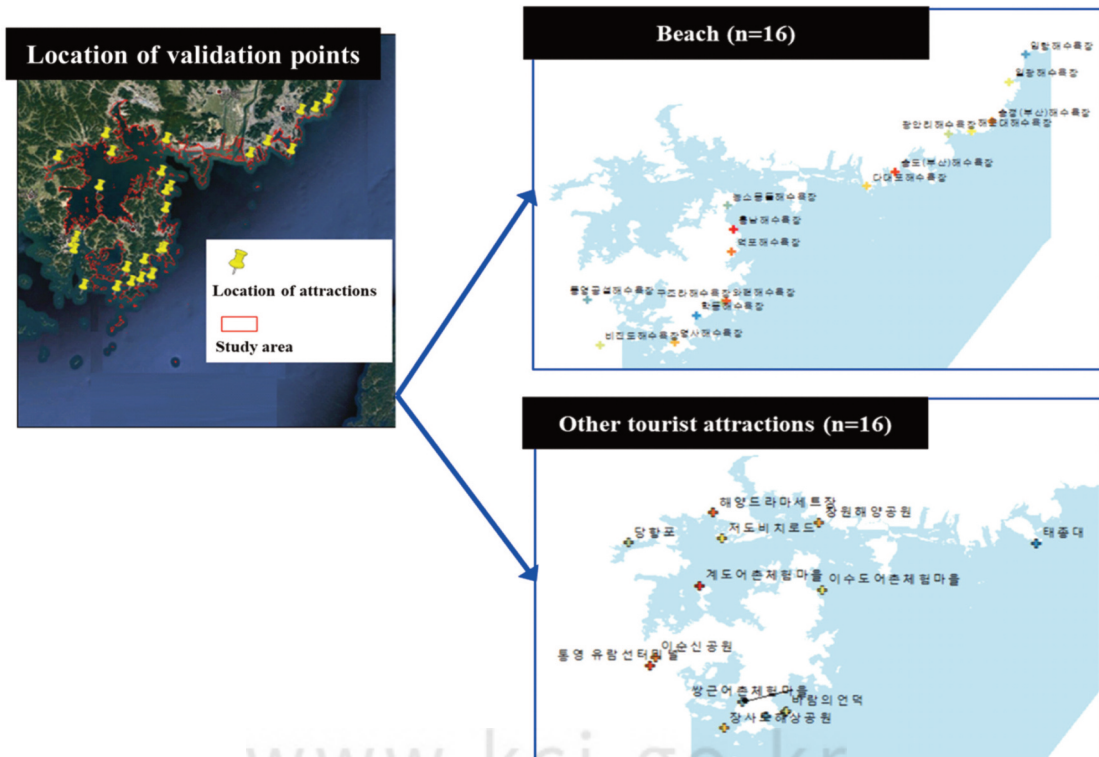 Location of validation points
Location of attractions
Study area
Beach (n=16)
일광해수욕장
송정(부산)해수욕장
광안리해수욕장
해운대해수욕장
송도(부산)해수욕장
다대포해수욕장
농소몽돌해수욕장
흥남해수욕장
덕포해수욕장
통영공설해수욕장
구조라해수욕장
와현해수욕장
학동해수욕장
비진도해수욕장
명사해수욕장
Other tourist attractions (n=16)
해양드라마세트장
창원해양공원
당항포
저도비치로드
태종대
계도어촌체험마을
이수도어촌체험마을
이순신공원
통영 유람선터미널
쌍근어촌체험마을
바람의언덕
장사도해상공원
www.kci.go.kr